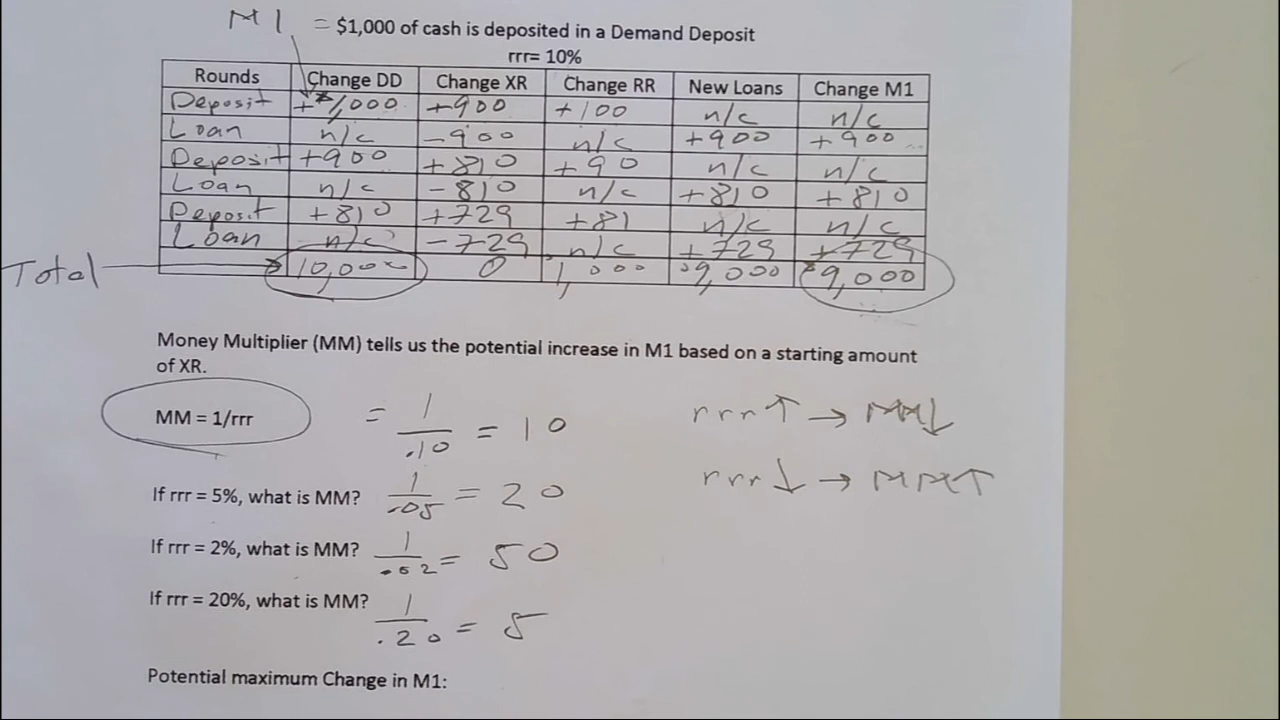 M1 = $1,000 of cash is deposited in a Demand Deposit
rrr= 10%
Rounds Change DD Change XR Change RR New Loans Change M1
Deposit +1,000 +900 +100 n/c n/c
Loan n/c -900 n/c +900 +900
Deposit +900 +810 +90 n/c n/c
Loan n/c -810 n/c +810 +810
Deposit +810 +729 +81 n/c n/c
Loan n/c -729 n/c +729 +729
Total 10,000 0 1,000 9,000 9,000
Money Multiplier (MM) tells us the potential increase in M1 based on a starting amount
of XR.
MM = 1/rrr = 1/.10 = 10 rrr↑ → MM↓
If rrr = 5%, what is MM? 1/.05 = 20 rrr↓ → MM↑
If rrr = 2%, what is MM? 1/.02 = 50
If rrr = 20%, what is MM? 1/.20 = 5
Potential maximum Change in M1: